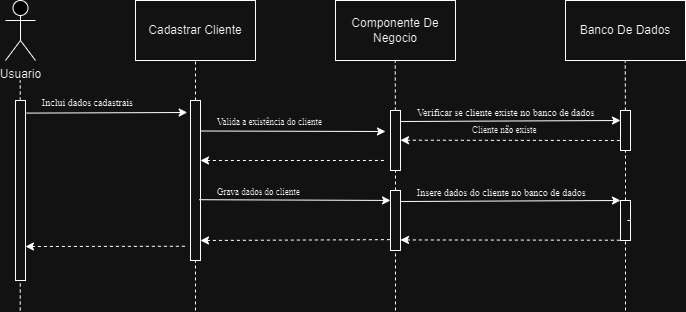 Usuario
Cadastrar Cliente
Componente De
Negocio
Banco De Dados
Inclui dados cadastrais
Valida a existência do cliente
Verificar se cliente existe no banco de dados
Cliente não existe
Grava dados do cliente
Insere dados do cliente no banco de dados